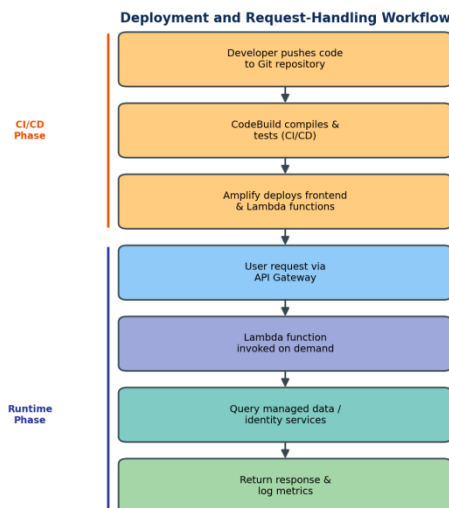 Deployment and Request-Handling Workflow
Developer pushes code
to Git repository
CI/CD
Phase
CodeBuild compiles &
tests (CI/CD)
Amplify deploys frontend
& Lambda functions
User request via
API Gateway
Lambda function
invoked on demand
Runtime
Phase
Query managed data /
identity services
Return response &
log metrics